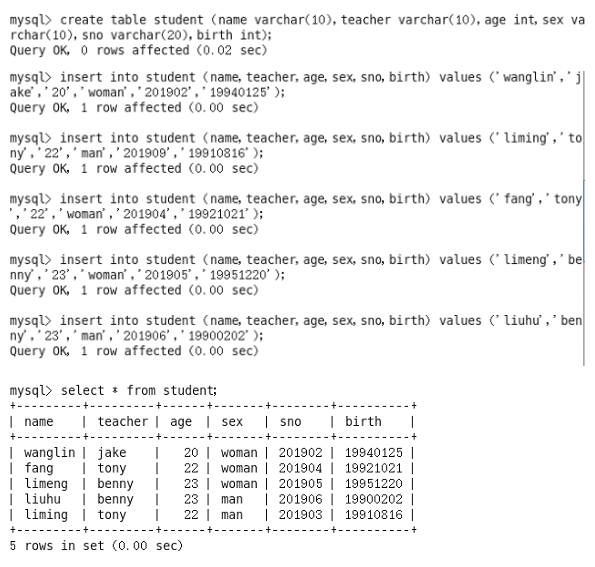 mysql> create table student (name varchar(10), teacher varchar(10), age int, sex va
rchar(10), sno varchar(20), birth int);
Query OK, 0 rows affected (0.02 sec)
mysql> insert into student (name, teacher, age, sex, sno, birth) values ('wanglin','j
ake','20','woman','201902','19940125');
Query OK, 1 row affected (0.00 sec)
mysql> insert into student (name, teacher, age, sex, sno, birth) values ('liming','to
ny','22','man','201909','19910816');
Query OK, 1 row affected (0.00 sec)
mysql> insert into student (name, teacher, age, sex, sno, birth) values ('fang','tony
','22','woman','201904','19921021');
Query OK, 1 row affected (0.00 sec)
mysql> insert into student (name, teacher, age, sex, sno, birth) values ('limeng','be
nny','23','woman','201905','19951220');
Query OK, 1 row affected (0.00 sec)
mysql> insert into student (name, teacher, age, sex, sno, birth) values ('liuhu','ben
ny','23','man','201906','19900202');
Query OK, 1 row affected (0.00 sec)
mysql> select * from student;
+---------+---------+------+-------+--------+----------+
| name    | teacher | age  | sex   | sno    | birth    |
+---------+---------+------+-------+--------+----------+
| wanglin | jake    |   20 | woman | 201902 | 19940125 |
| fang    | tony    |   22 | woman | 201904 | 19921021 |
| limeng  | benny   |   23 | woman | 201905 | 19951220 |
| liuhu   | benny   |   23 | man   | 201906 | 19900202 |
| liming  | tony    |   22 | man   | 201903 | 19910816 |
+---------+---------+------+-------+--------+----------+
5 rows in set (0.00 sec)